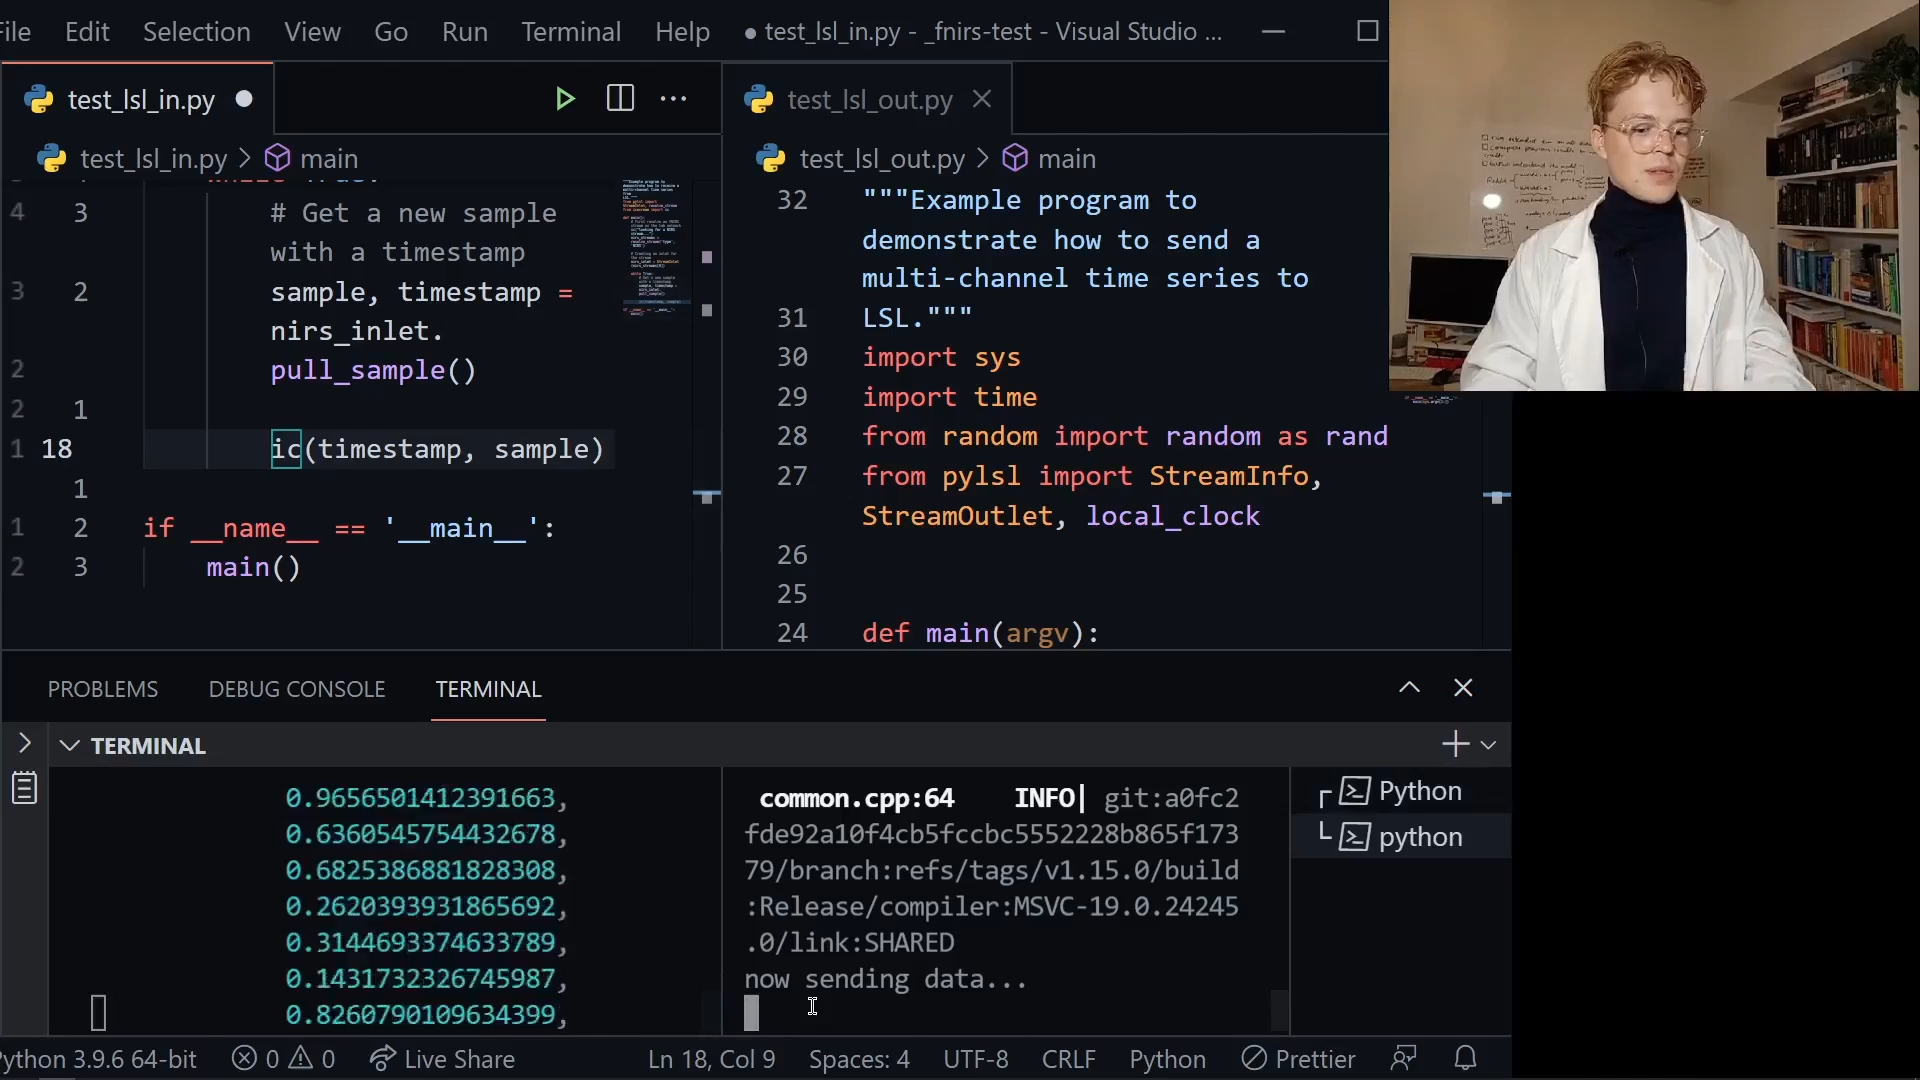 File Edit Selection View Go Run Terminal Help ● test_lsl_in.py - _fnirs-test - Visual Studio ...
test_lsl_in.py
test_lsl_in.py > main
4 3 # Get a new sample
with a timestamp
3 2 sample, timestamp =
nirs_inlet.
2 pull_sample()
2 1
1 18 ic(timestamp, sample)
1
1 2 if __name__ == '__main__':
2 3 main()
test_lsl_out.py
test_lsl_out.py > main
32 """Example program to
demonstrate how to send a
multi-channel time series to
31 LSL."""
30 import sys
29 import time
28 from random import random as rand
27 from pylsl import StreamInfo,
StreamOutlet, local_clock
26
25
24 def main(argv):
PROBLEMS DEBUG CONSOLE TERMINAL
TERMINAL
0.9656501412391663,
0.6360545754432678,
0.6825386881828308,
0.2620393931865692,
0.3144693374633789,
0.1431732326745987,
0.8260790109634399,
common.cpp:64 INFO| git:a0fc2
fde92a10f4cb5fccbc5552228b865f173
79/branch:refs/tags/v1.15.0/build
:Release/compiler:MSVC-19.0.24245
.0/link:SHARED
now sending data...
Python
python
Python 3.9.6 64-bit 0 0 Live Share Ln 18, Col 9 Spaces: 4 UTF-8 CRLF Python Prettier